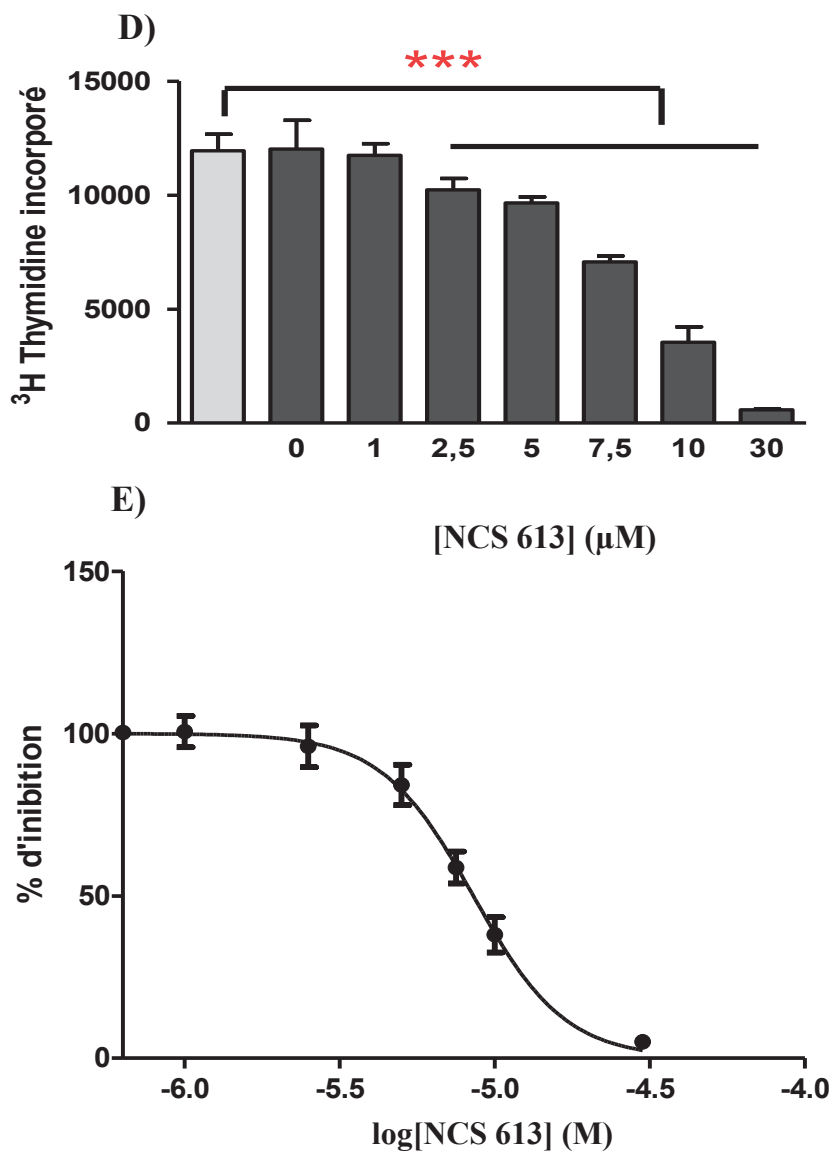 D)
***
15000
10000
5000
0
³H Thymidine incorporé
0 1 2,5 5 7,5 10 30
[NCS 613] (µM)
E)
150
100
50
0
% d'inibition
-6.0 -5.5 -5.0 -4.5 -4.0
log[NCS 613] (M)